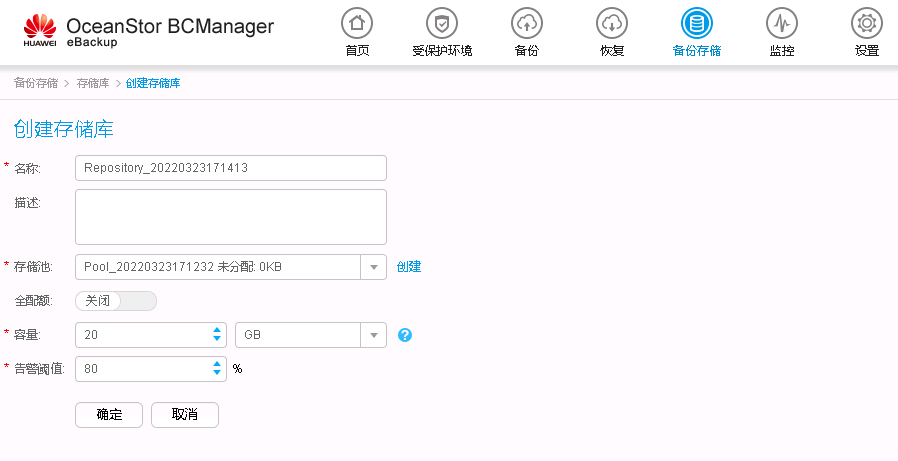 HUAWEI
OceanStor BCManager
eBackup
首页 受保护环境 备份 恢复 备份存储 监控 设置
备份存储 > 存储库 > 创建存储库
创建存储库
* 名称: Repository_20220323171413
描述:
* 存储池: Pool_20220323171232 未分配: 0KB 创建
全配额: 关闭
* 容量: 20 GB ?
* 告警阈值: 80 %
确定 取消